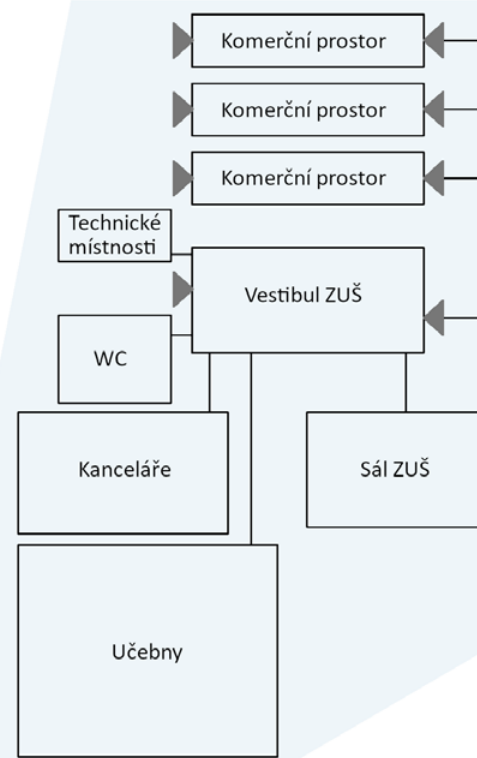 Komerční prostor
Komerční prostor
Komerční prostor
Technické
místnosti
Vestibul ZUŠ
WC
Kanceláře
Sál ZUŠ
Učebny